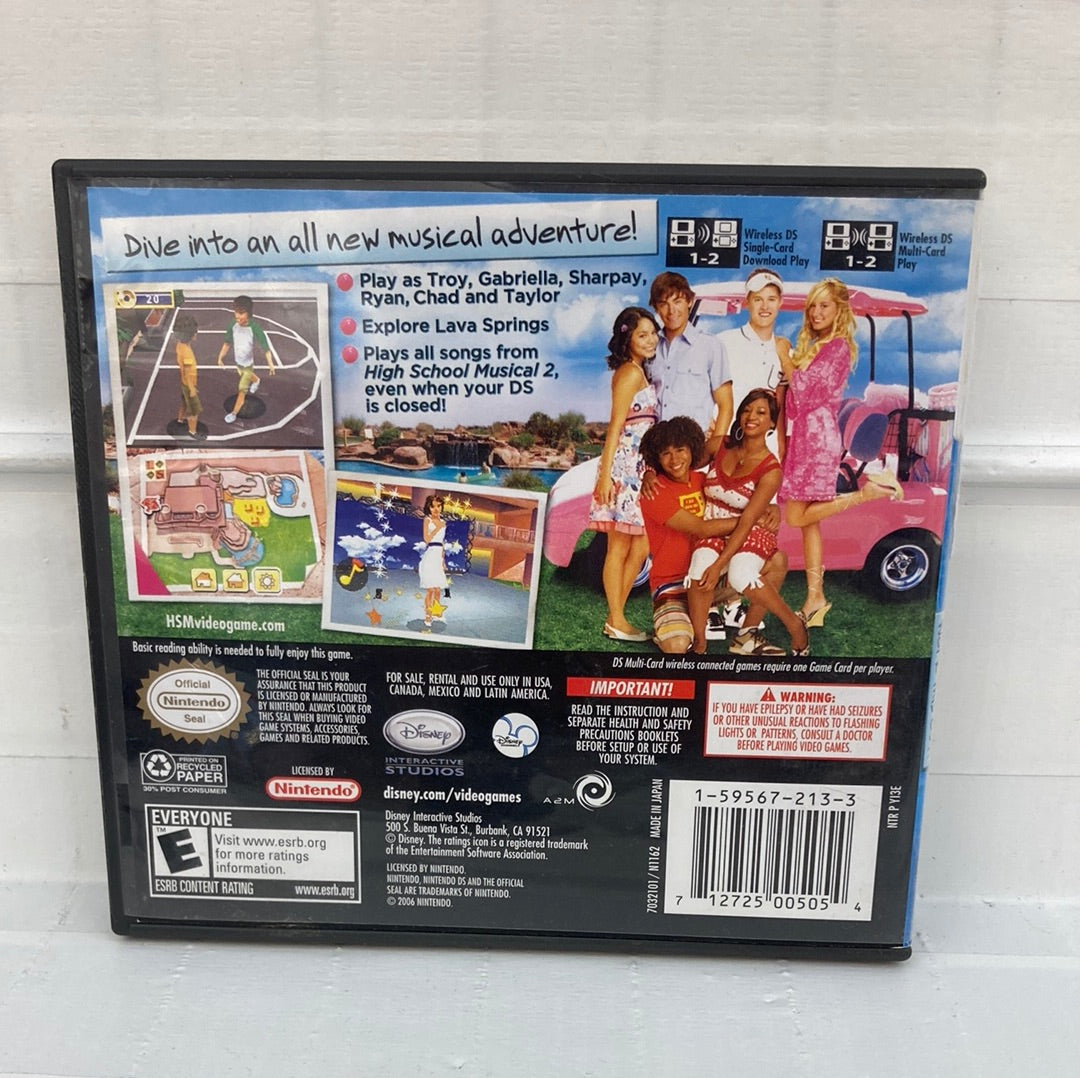 Dive into an all new musical adventure!
1-2
Wireless DS
Single-Card
Download Play
1-2
Wireless DS
Multi-Card
Play
Play as Troy, Gabriella, Sharpay,
Ryan, Chad and Taylor
Explore Lava Springs
Plays all songs from
High School Musical 2,
even when your DS
is closed!
20
HSMvideogame.com
Basic reading ability is needed to fully enjoy this game.
DS Multi-Card wireless connected games require one Game Card per player.
Official
Nintendo
Seal
THE OFFICIAL SEAL IS YOUR
ASSURANCE THAT THIS PRODUCT
IS LICENSED OR MANUFACTURED
BY NINTENDO. ALWAYS LOOK FOR
THIS SEAL WHEN BUYING VIDEO
GAME SYSTEMS, ACCESSORIES,
GAMES AND RELATED PRODUCTS.
PRINTED ON
RECYCLED
PAPER
30% POST CONSUMER
LICENSED BY
Nintendo®
EVERYONE
E
TM
Visit www.esrb.org
for more ratings
information.
ESRB CONTENT RATING www.esrb.org
FOR SALE, RENTAL AND USE ONLY IN USA,
CANADA, MEXICO AND LATIN AMERICA.
Disney
INTERACTIVE
STUDIOS
Disney
disney.com/videogames
A2M
Disney Interactive Studios
500 S. Buena Vista St., Burbank, CA 91521
© Disney. The ratings icon is a registered trademark
of the Entertainment Software Association.
LICENSED BY NINTENDO.
NINTENDO, NINTENDO DS AND THE OFFICIAL
SEAL ARE TRADEMARKS OF NINTENDO.
© 2006 NINTENDO.
IMPORTANT!
READ THE INSTRUCTION AND
SEPARATE HEALTH AND SAFETY
PRECAUTIONS BOOKLETS
BEFORE SETUP OR USE OF
YOUR SYSTEM.
WARNING:
IF YOU HAVE EPILEPSY OR HAVE HAD SEIZURES
OR OTHER UNUSUAL REACTIONS TO FLASHING
LIGHTS OR PATTERNS, CONSULT A DOCTOR
BEFORE PLAYING VIDEO GAMES.
7032101/ N1162 MADE IN JAPAN
1-59567-213-3
7 12725 00505 4
NTR P YI3E